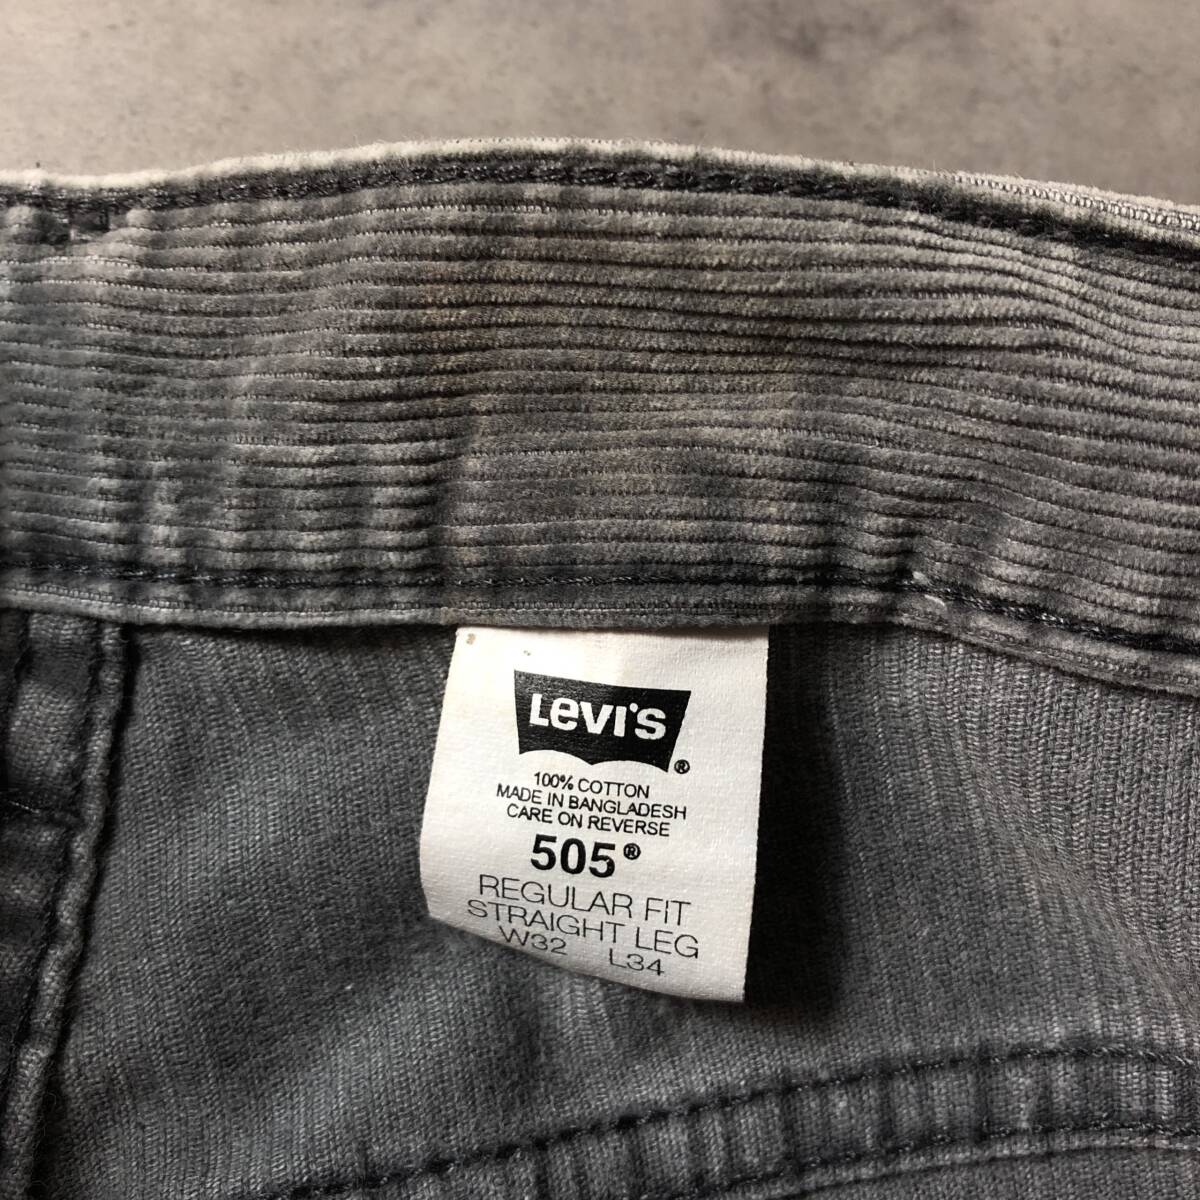 Levi's ®
100% COTTON
MADE IN BANGLADESH
CARE ON REVERSE
505®
REGULAR FIT
STRAIGHT LEG
W32 L34